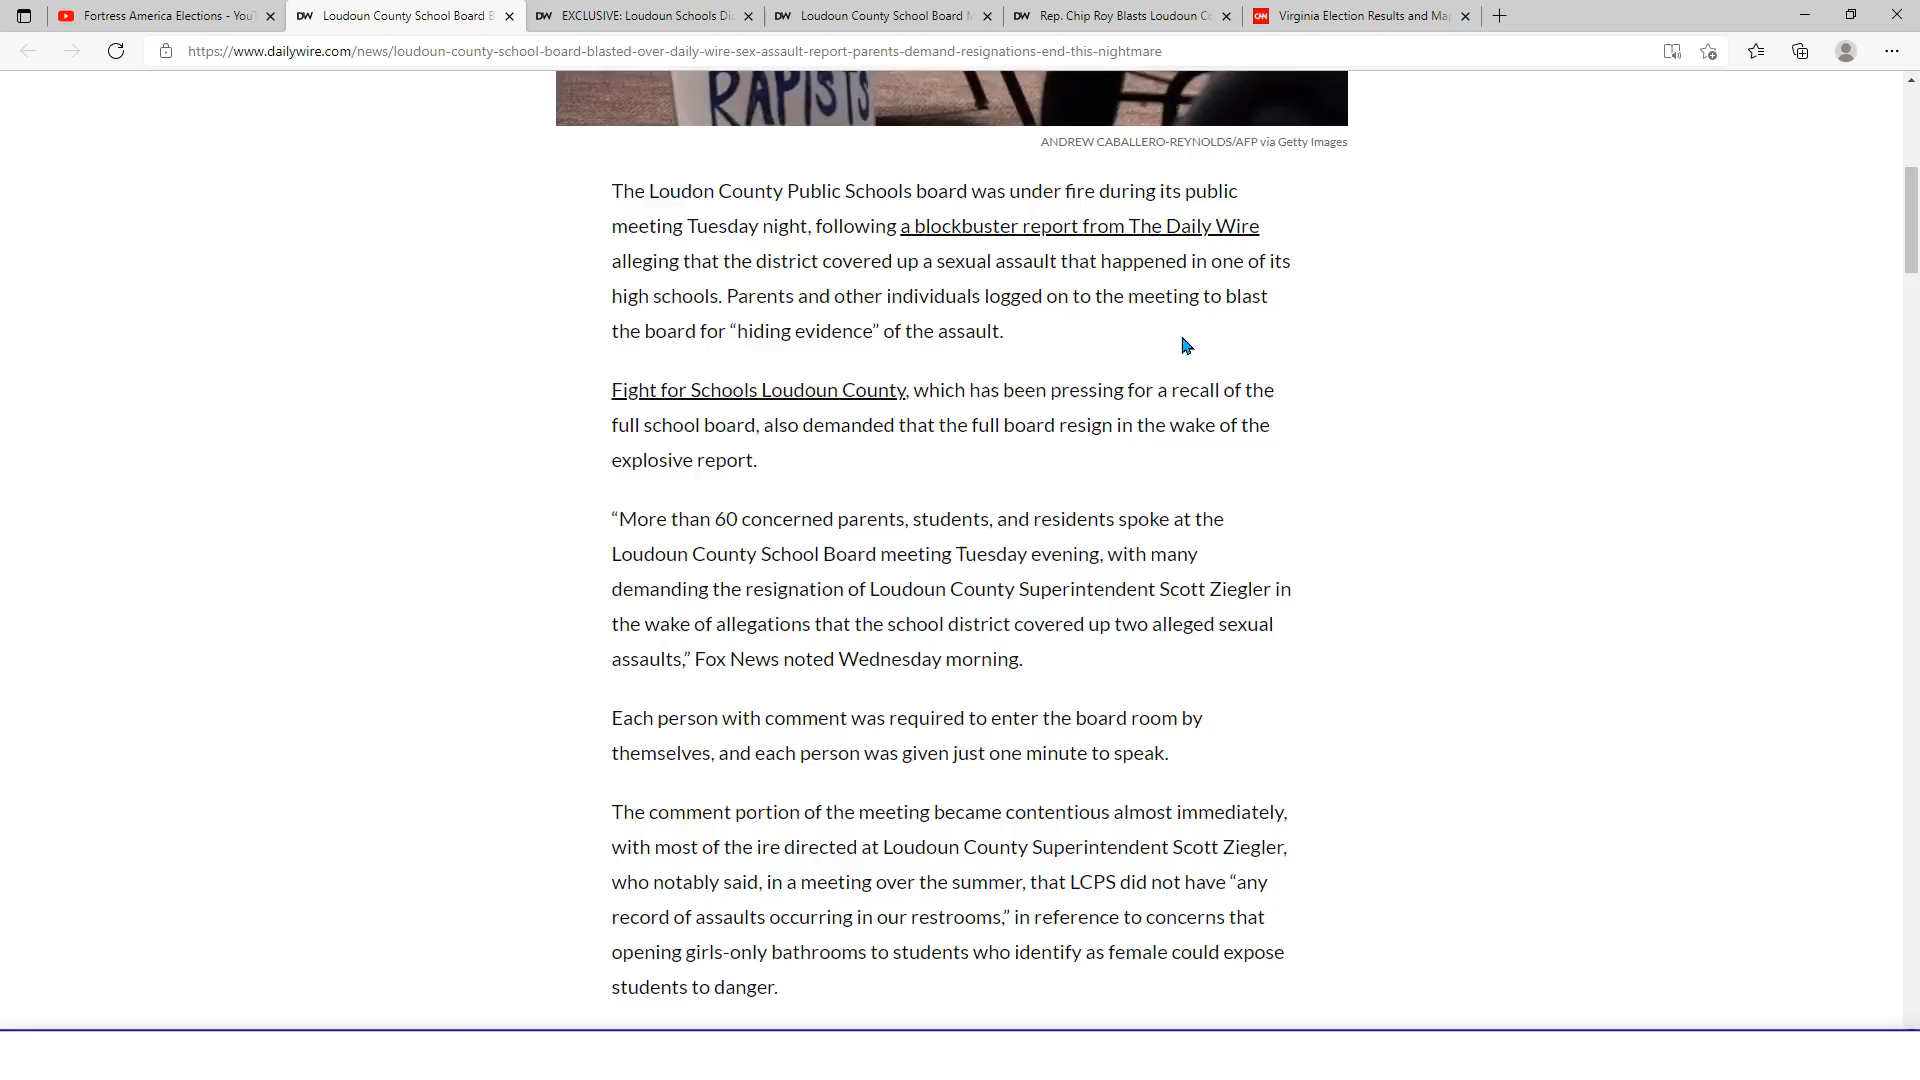 Fortress America Elections - You
Loudoun County School Board B
EXCLUSIVE: Loudoun Schools Di
Loudoun County School Board M
Rep. Chip Roy Blasts Loudoun Co
Virginia Election Results and Map
https://www.dailywire.com/news/loudoun-county-school-board-blasted-over-daily-wire-sex-assault-report-parents-demand-resignations-end-this-nightmare
RAPISTS
ANDREW CABALLERO-REYNOLDS/AFP via Getty Images
The Loudon County Public Schools board was under fire during its public
meeting Tuesday night, following a blockbuster report from The Daily Wire
alleging that the district covered up a sexual assault that happened in one of its
high schools. Parents and other individuals logged on to the meeting to blast
the board for “hiding evidence” of the assault.
Fight for Schools Loudoun County, which has been pressing for a recall of the
full school board, also demanded that the full board resign in the wake of the
explosive report.
“More than 60 concerned parents, students, and residents spoke at the
Loudoun County School Board meeting Tuesday evening, with many
demanding the resignation of Loudoun County Superintendent Scott Ziegler in
the wake of allegations that the school district covered up two alleged sexual
assaults,” Fox News noted Wednesday morning.
Each person with comment was required to enter the board room by
themselves, and each person was given just one minute to speak.
The comment portion of the meeting became contentious almost immediately,
with most of the ire directed at Loudoun County Superintendent Scott Ziegler,
who notably said, in a meeting over the summer, that LCPS did not have “any
record of assaults occurring in our restrooms,” in reference to concerns that
opening girls-only bathrooms to students who identify as female could expose
students to danger.